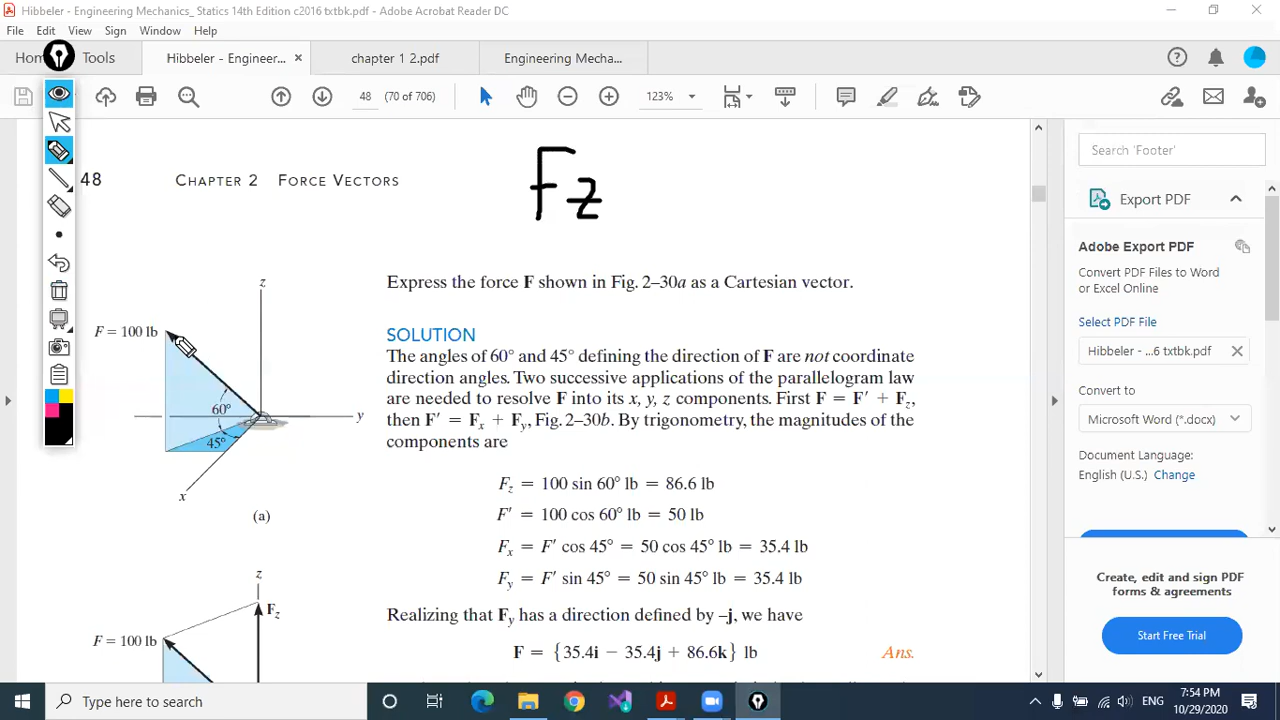 Hibbeler - Engineering Mechanics_ Statics 14th Edition c2016 txtbk.pdf - Adobe Acrobat Reader DC
File Edit View Sign Window Help
Hom Tools Hibbeler - Engineer... × chapter 1 2.pdf Engineering Mecha...
48 (70 of 706) 123%
48 CHAPTER 2 FORCE VECTORS
Fz
z
F = 100 lb
60°
y
45°
x
(a)
z
Fz
F = 100 lb
Express the force F shown in Fig. 2–30a as a Cartesian vector.
SOLUTION
The angles of 60° and 45° defining the direction of F are not coordinate
direction angles. Two successive applications of the parallelogram law
are needed to resolve F into its x, y, z components. First F = F′ + Fz,
then F′ = Fx + Fy, Fig. 2–30b. By trigonometry, the magnitudes of the
components are
Fz = 100 sin 60° lb = 86.6 lb
F′ = 100 cos 60° lb = 50 lb
Fx = F′ cos 45° = 50 cos 45° lb = 35.4 lb
Fy = F′ sin 45° = 50 sin 45° lb = 35.4 lb
Realizing that Fy has a direction defined by –j, we have
F = {35.4i − 35.4j + 86.6k} lb Ans.
Search 'Footer'
Export PDF
Adobe Export PDF
Convert PDF Files to Word
or Excel Online
Select PDF File
Hibbeler - ...6 txtbk.pdf
Convert to
Microsoft Word (*.docx)
Document Language:
English (U.S.) Change
Create, edit and sign PDF
forms & agreements
Start Free Trial
Type here to search
ENG
7:54 PM
10/29/2020